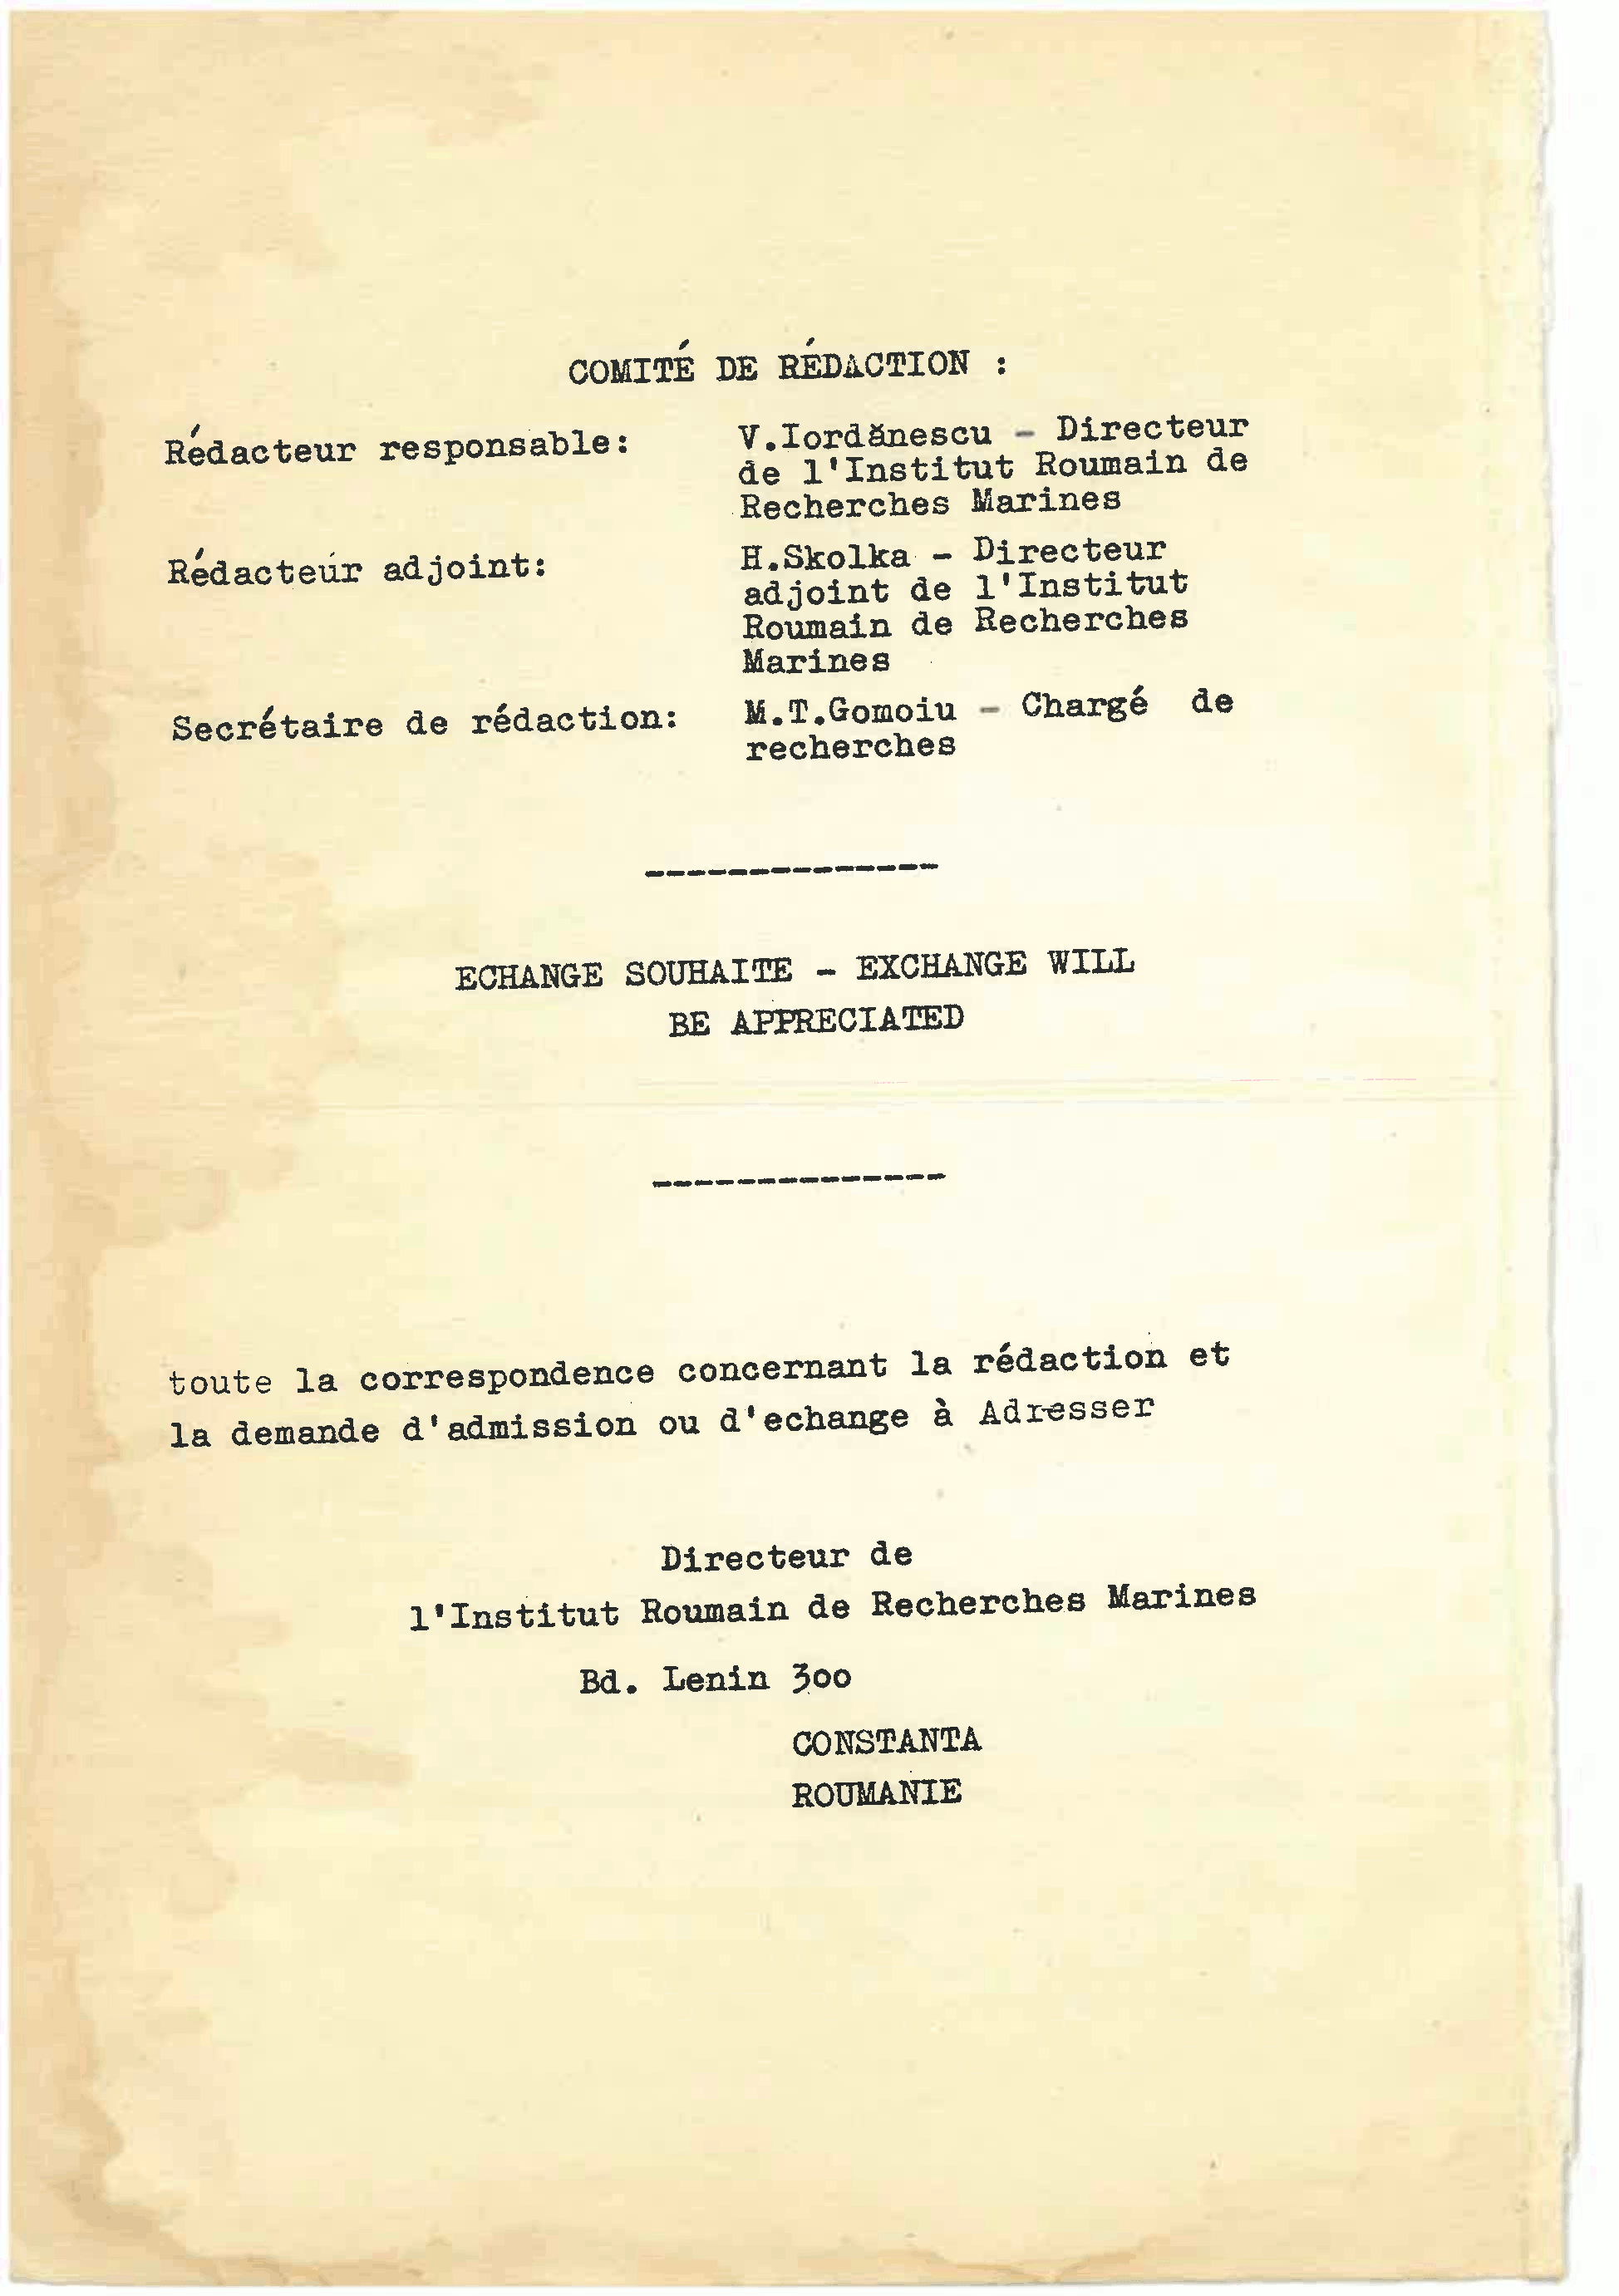 COMITÉ DE RÉDACTION :
Rédacteur responsable:
V.Iordănescu - Directeur
de l'Institut Roumain de
Recherches Marines
Rédacteur adjoint:
H.Skolka - Directeur
adjoint de l'Institut
Roumain de Recherches
Marines
Secrétaire de rédaction:
M.T.Gomoiu - Chargé de
recherches
--------------
ECHANGE SOUHAITE - EXCHANGE WILL
BE APPRECIATED
--------------
toute la correspondence concernant la rédaction et
la demande d'admission ou d'echange à Adresser
Directeur de
l'Institut Roumain de Recherches Marines
Bd. Lenin 300
CONSTANTA
ROUMANIE